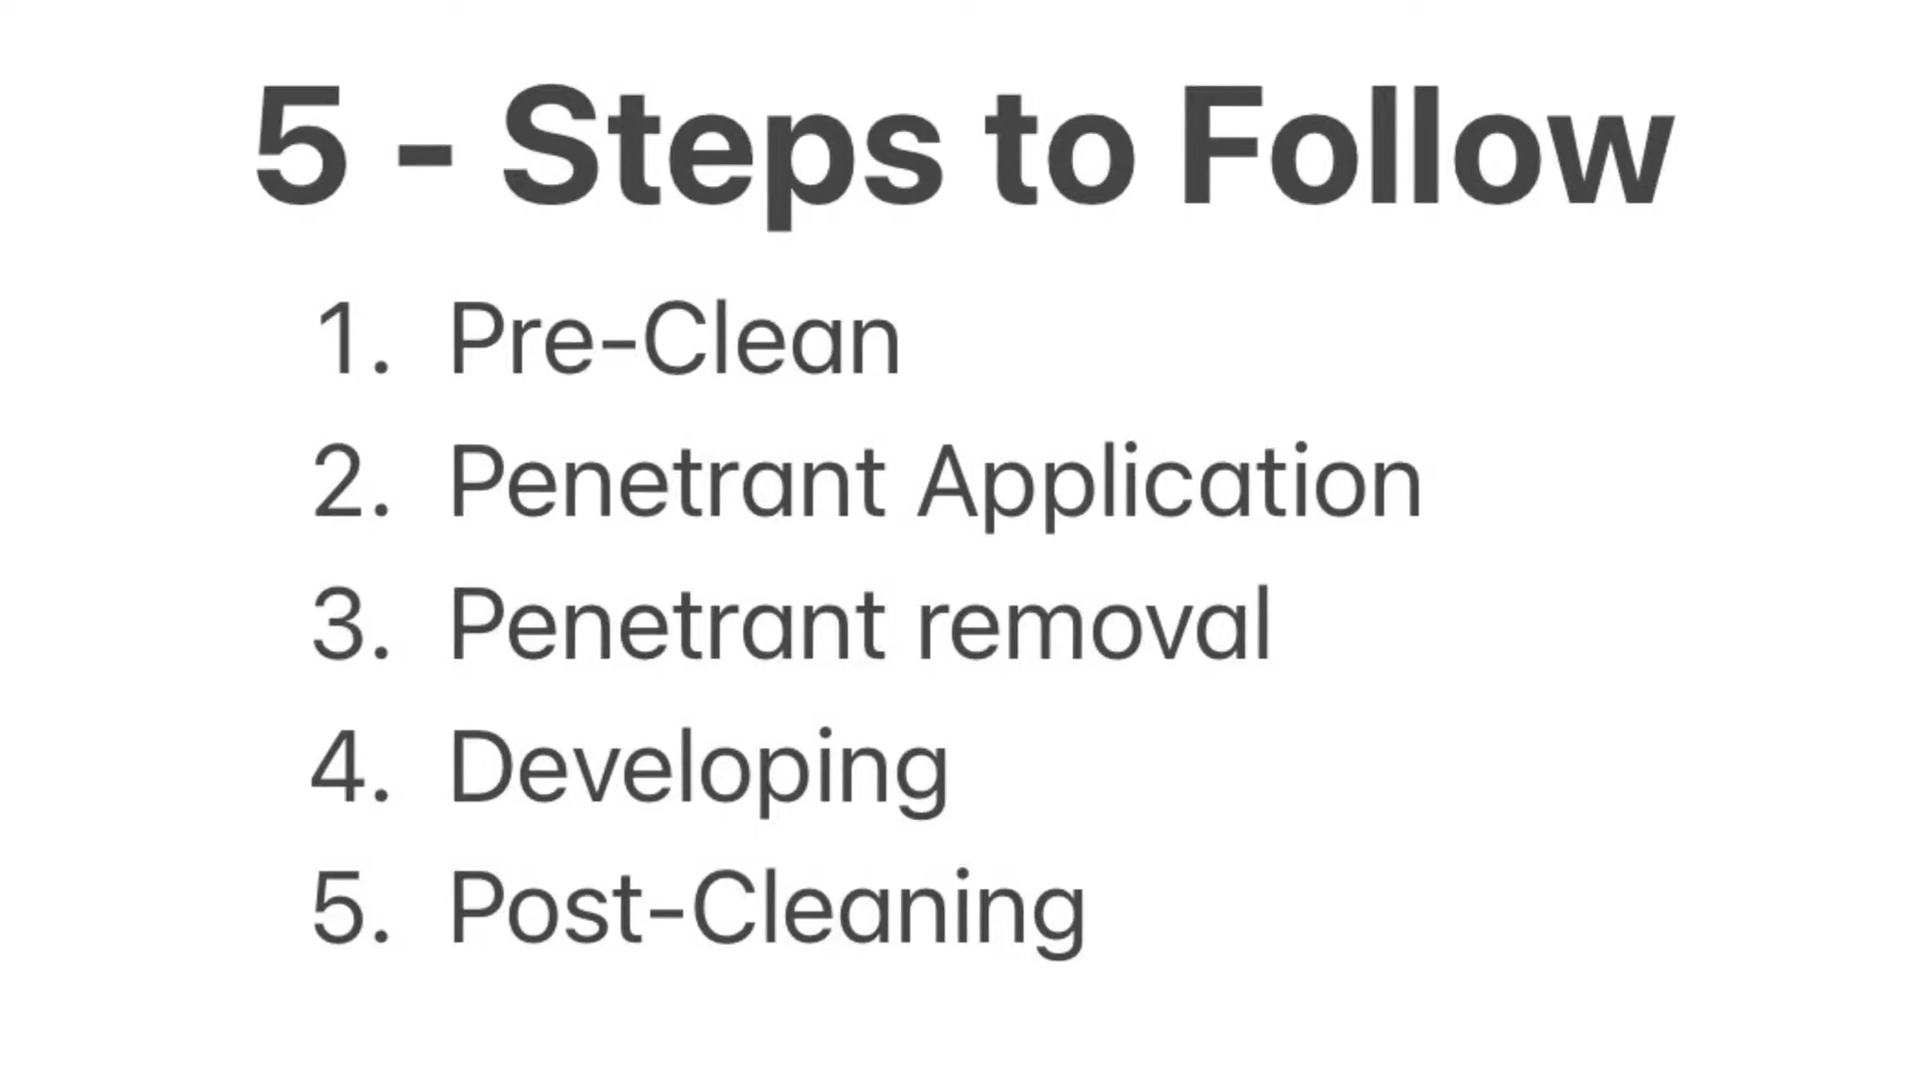 5 - Steps to Follow
1. Pre-Clean
2. Penetrant Application
3. Penetrant removal
4. Developing
5. Post-Cleaning